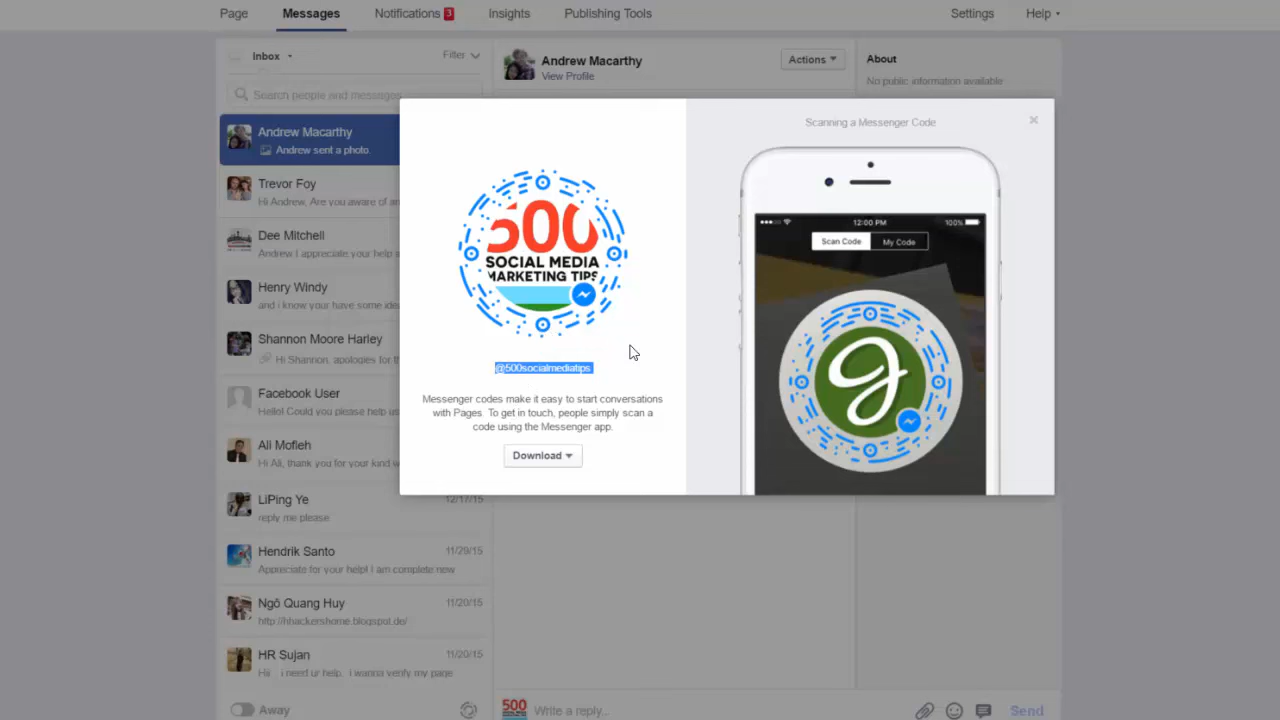 Page Messages Notifications 3 Insights Publishing Tools Settings Help
Inbox
Filter
Search people and messages
Andrew Macarthy
Andrew sent a photo.
Trevor Foy
Hi Andrew, Are you aware of an
Dee Mitchell
Andrew I appreciate your help a
Henry Windy
and i know your have some idea
Shannon Moore Harley
Hi Shannon, apologies for th
Facebook User
Hello! Could you please help us
Ali Mofleh
Hi Ali, thank you for your kind w
LiPing Ye 12/17/15
reply me please
Hendrik Santo 11/29/15
Appreciate for your help! I am complete new
Ngô Quang Huy 11/20/15
http://hhackershome.blogspot.de/
HR Sujan 11/20/15
Hii i need ur help. i wanna verify my page
Away
Andrew Macarthy
View Profile
Actions
About
No public information available
500
SOCIAL MEDIA
MARKETING TIPS
@500socialmediatips
Messenger codes make it easy to start conversations
with Pages. To get in touch, people simply scan a
code using the Messenger app.
Download
Scanning a Messenger Code
12:00 PM 100%
Scan Code My Code
g
500
Write a reply...
Send